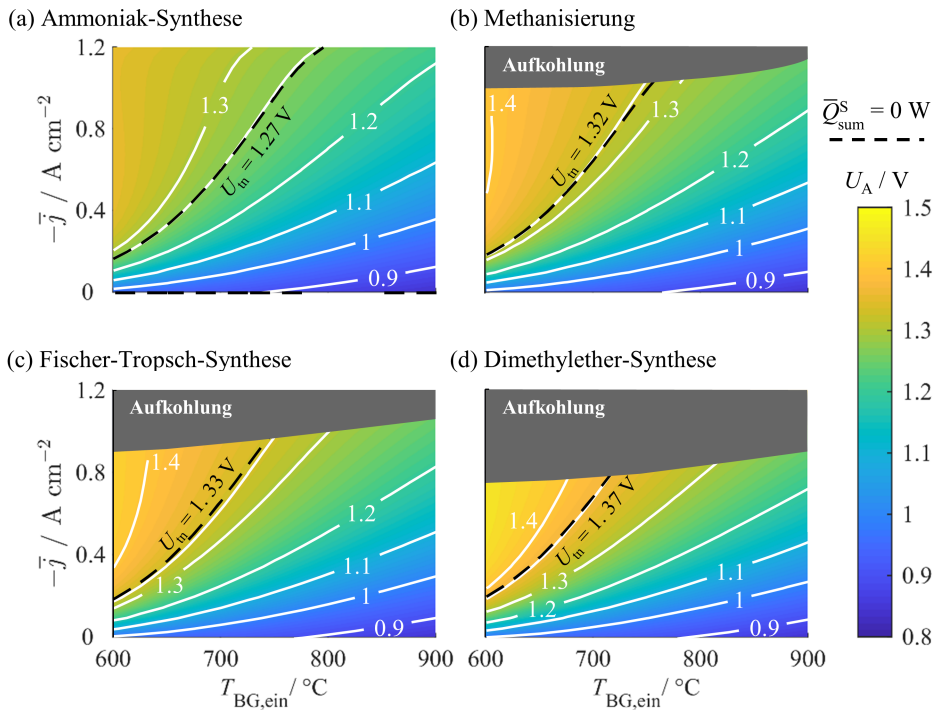 (a) Ammoniak-Synthese
(b) Methanisierung
1.2
0.8
0.4
0
−j̅ / A cm⁻²
1.3
U_tn = 1.27 V
1.2
1.1
1
0.9
Aufkohlung
1.4
U_tn = 1.32 V
1.3
1.2
1.1
1
0.9
Q̅ˢ_sum = 0 W
U_A / V
1.5
1.4
1.3
1.2
1.1
1
0.9
0.8
(c) Fischer-Tropsch-Synthese
(d) Dimethylether-Synthese
1.2
0.8
0.4
0
−j̅ / A cm⁻²
Aufkohlung
1.4
U_tn = 1.33 V
1.3
1.2
1.1
1
0.9
Aufkohlung
1.4
U_tn = 1.37 V
1.3
1.2
1.1
1
0.9
600
700
800
900
600
700
800
900
T_BG,ein / °C
T_BG,ein / °C